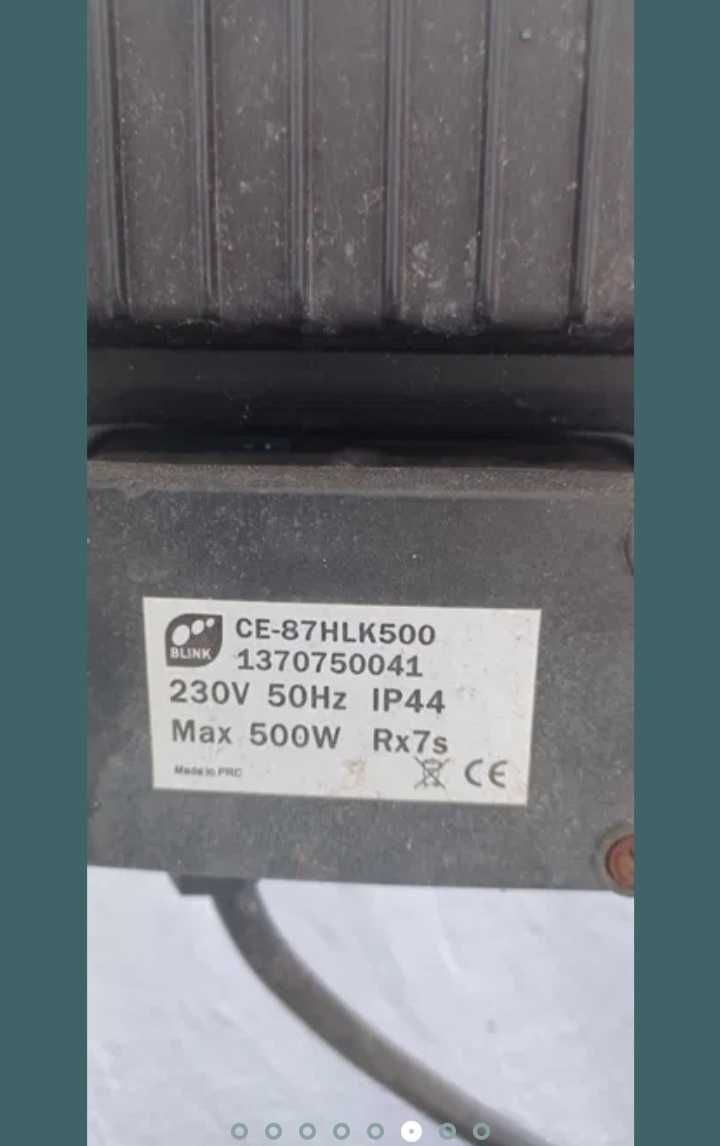 BLINK
CE-87HLK500
1370750041
230V 50Hz IP44
Max 500W Rx7s
Made in PRC
CE